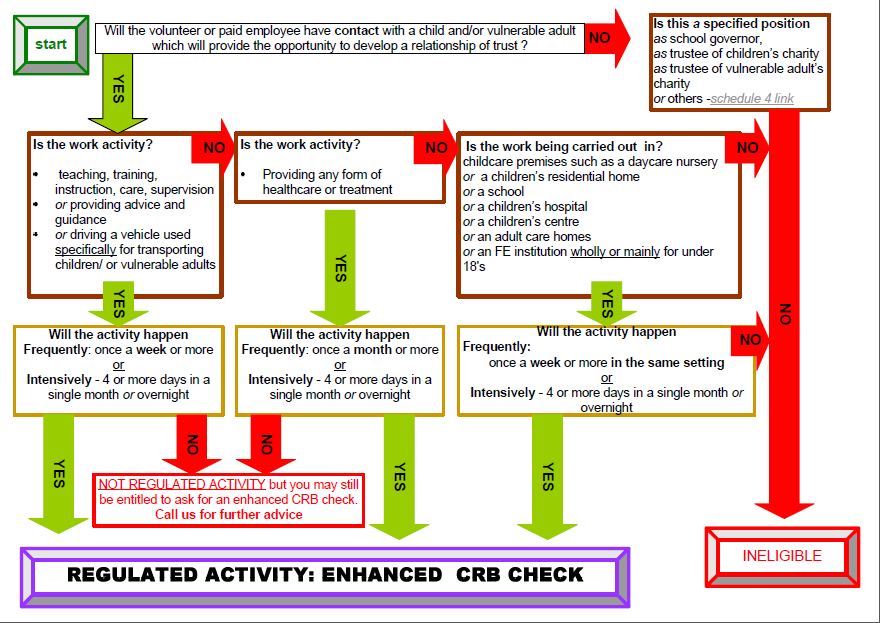 start
Will the volunteer or paid employee have contact with a child and/or vulnerable adult
which will provide the opportunity to develop a relationship of trust ?
NO
Is this a specified position
as school governor,
as trustee of children's charity
as trustee of vulnerable adult's
charity
or others -schedule 4 link
YES
Is the work activity?
• teaching, training,
instruction, care, supervision
• or providing advice and
guidance
• or driving a vehicle used
specifically for transporting
children/ or vulnerable adults
NO
Is the work activity?
• Providing any form of
healthcare or treatment
NO
Is the work being carried out in?
childcare premises such as a daycare nursery
or a children's residential home
or a school
or a children's hospital
or a children's centre
or an adult care homes
or an FE institution wholly or mainly for under
18's
NO
NO
YES
YES
YES
Will the activity happen
Frequently: once a week or more
or
Intensively - 4 or more days in a
single month or overnight
Will the activity happen
Frequently: once a month or more
or
Intensively - 4 or more days in a
single month or overnight
Will the activity happen
Frequently:
once a week or more in the same setting
or
Intensively - 4 or more days in a single month or
overnight
NO
YES
NO
NO
YES
YES
NOT REGULATED ACTIVITY but you may still
be entitled to ask for an enhanced CRB check.
Call us for further advice
REGULATED ACTIVITY: ENHANCED CRB CHECK
INELIGIBLE